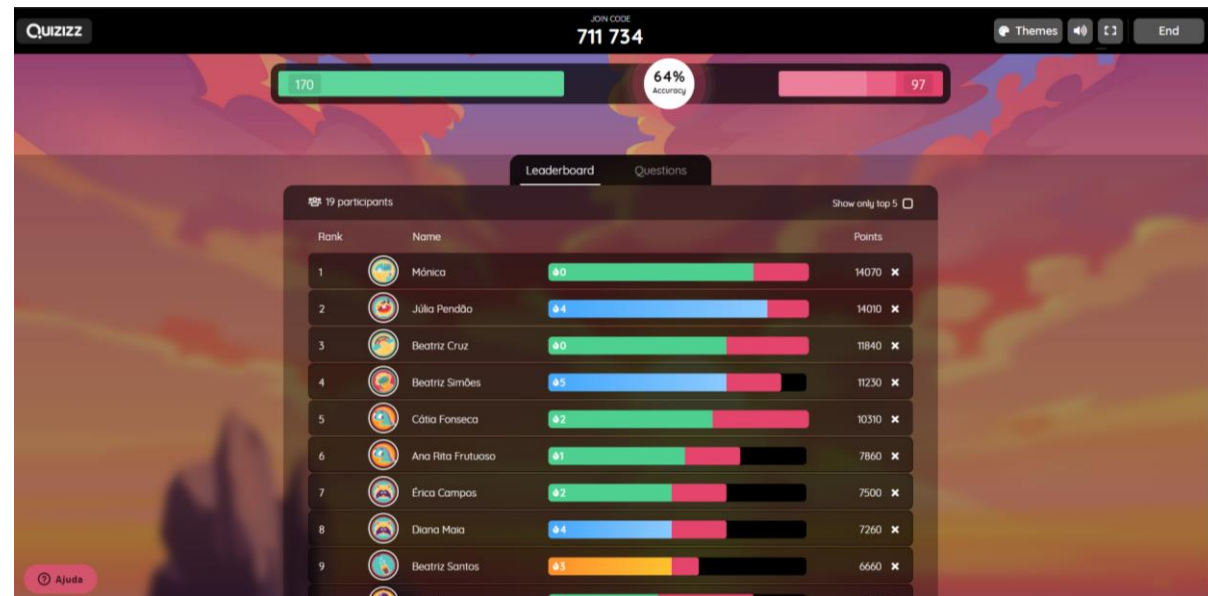 QUIZIZZ
JOIN CODE
711 734
Themes
End
170
64%
Accuracy
97
Leaderboard Questions
19 participants Show only top 5
Rank Name Points
1 Mónica 0 14070
2 Júlia Pendão 4 14010
3 Beatriz Cruz 0 11840
4 Beatriz Simões 5 11230
5 Cátia Fonseca 2 10310
6 Ana Rita Frutuoso 1 7860
7 Érica Campos 2 7500
8 Diana Maia 4 7260
9 Beatriz Santos 3 6660
Ajuda